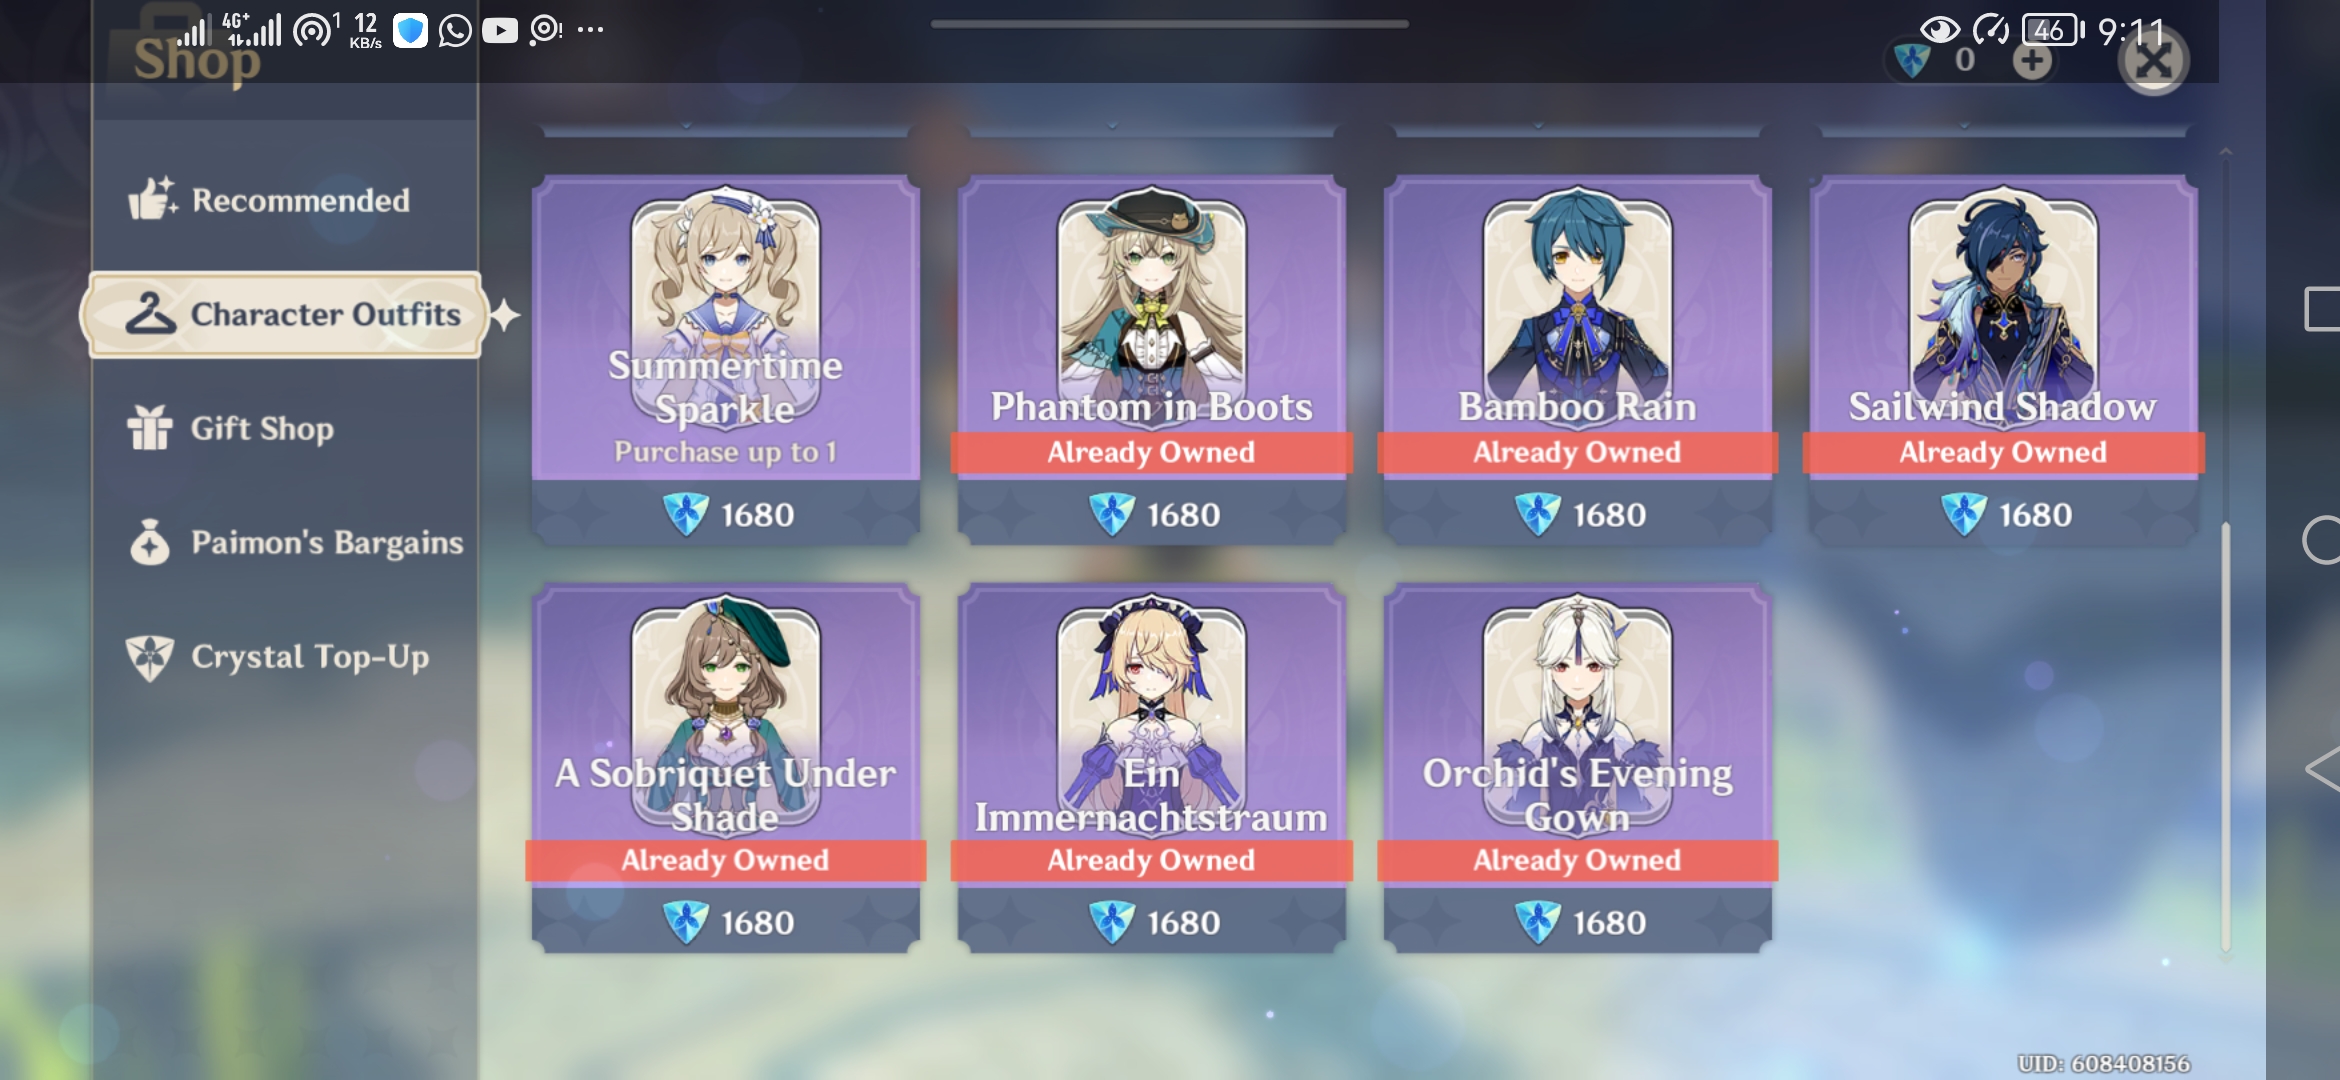 4G+
1
12
KB/s
46
9:11
Shop
0
Recommended
Character Outfits
Gift Shop
Paimon's Bargains
Crystal Top-Up
Summertime
Sparkle
Purchase up to 1
1680
Phantom in Boots
Already Owned
1680
Bamboo Rain
Already Owned
1680
Sailwind Shadow
Already Owned
1680
A Sobriquet Under
Shade
Already Owned
1680
Ein
Immernachtstraum
Already Owned
1680
Orchid's Evening
Gown
Already Owned
1680
UID: 608408156